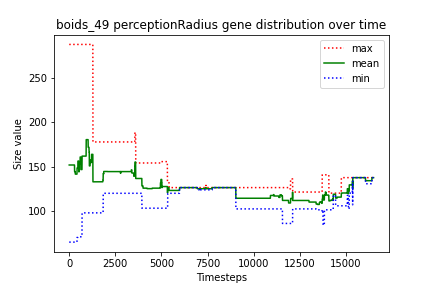 boids_49 perceptionRadius gene distribution over time
max
mean
min
Size value
250
200
150
100
0
2500
5000
7500
10000
12500
15000
Timesteps